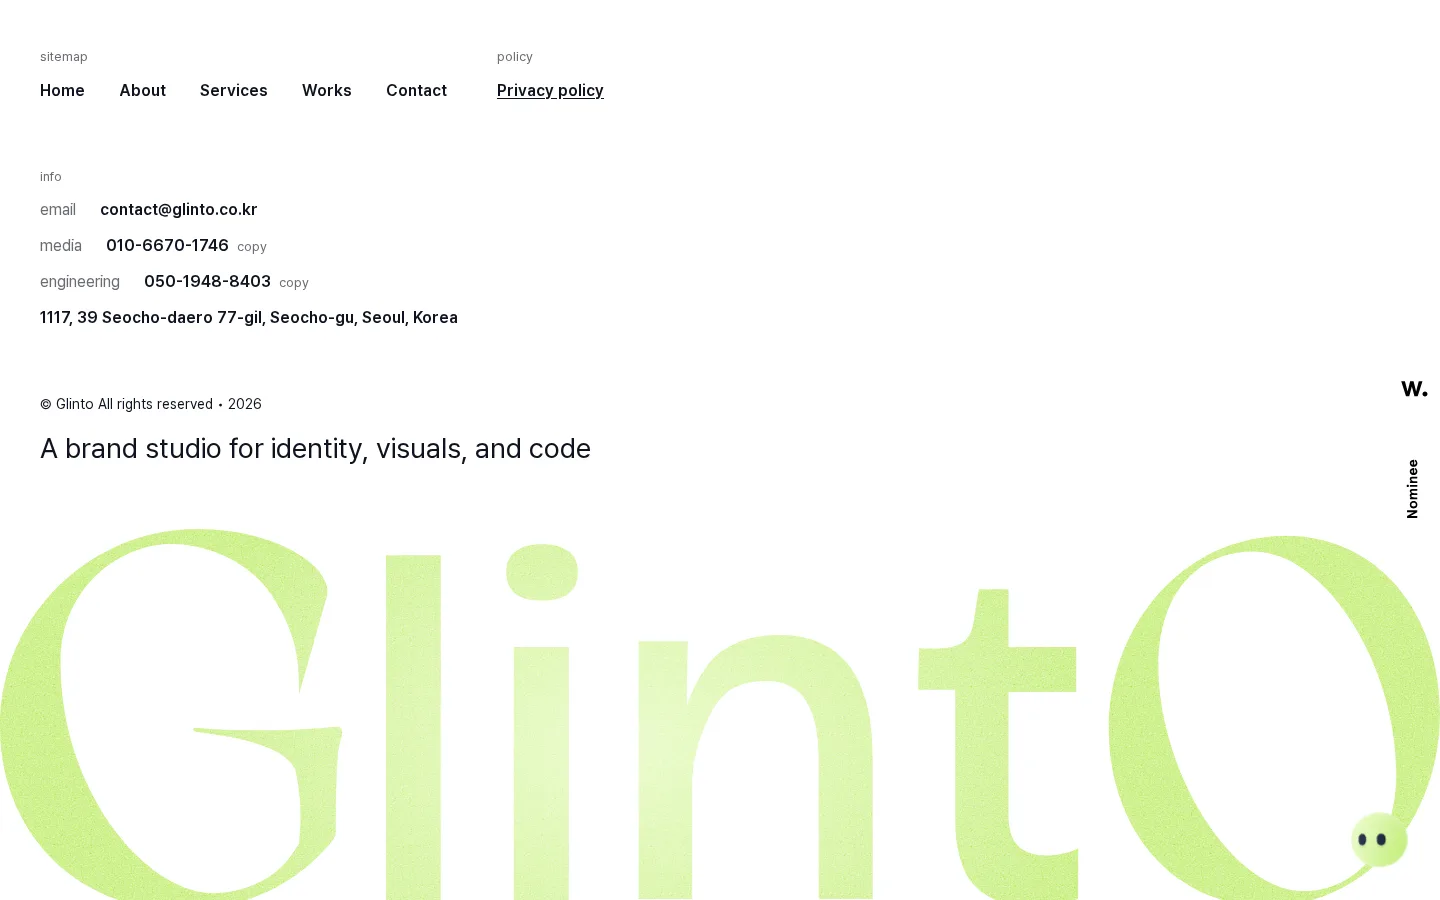 sitemap
Home About Services Works Contact
policy
Privacy policy
info
email contact@glinto.co.kr
media 010-6670-1746 copy
engineering 050-1948-8403 copy
1117, 39 Seocho-daero 77-gil, Seocho-gu, Seoul, Korea
© Glinto All rights reserved • 2026
A brand studio for identity, visuals, and code
W.
Nominee
GlintO